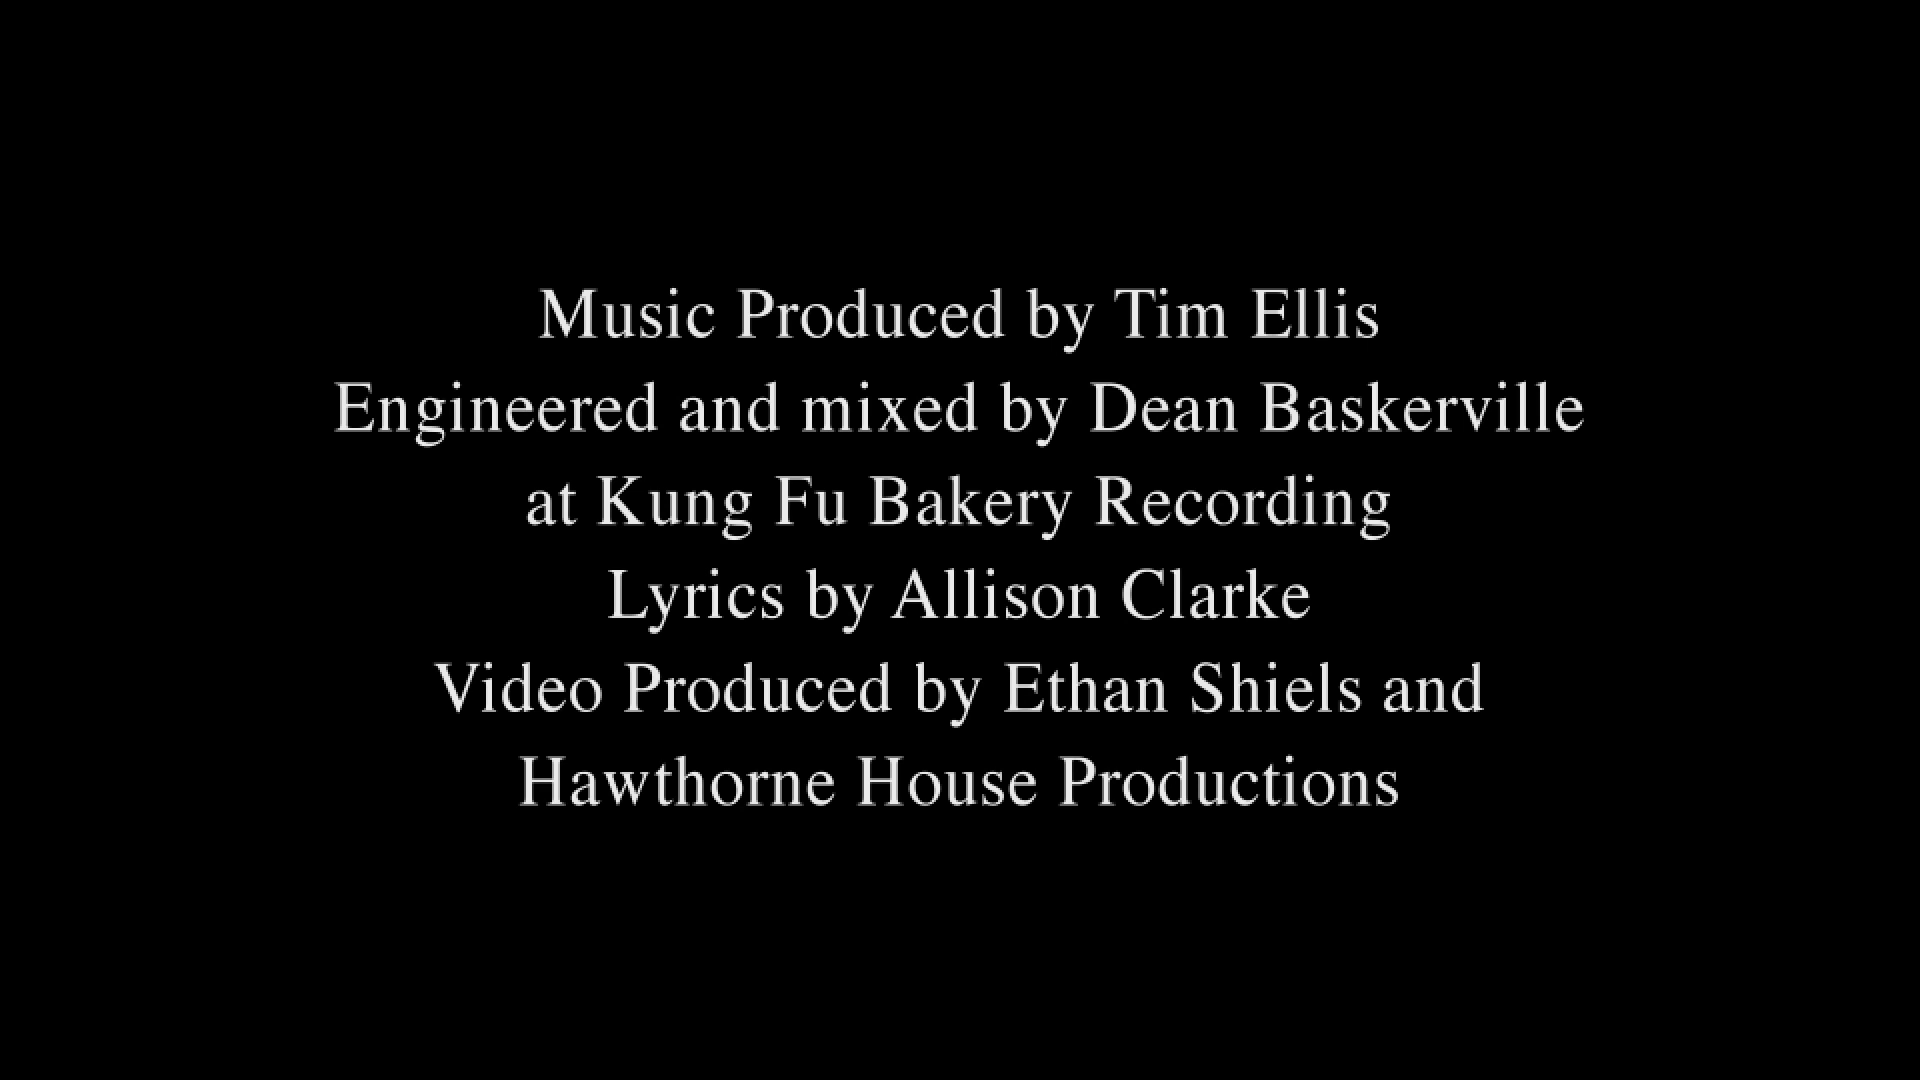 Music Produced by Tim Ellis
Engineered and mixed by Dean Baskerville
at Kung Fu Bakery Recording
Lyrics by Allison Clarke
Video Produced by Ethan Shiels and
Hawthorne House Productions